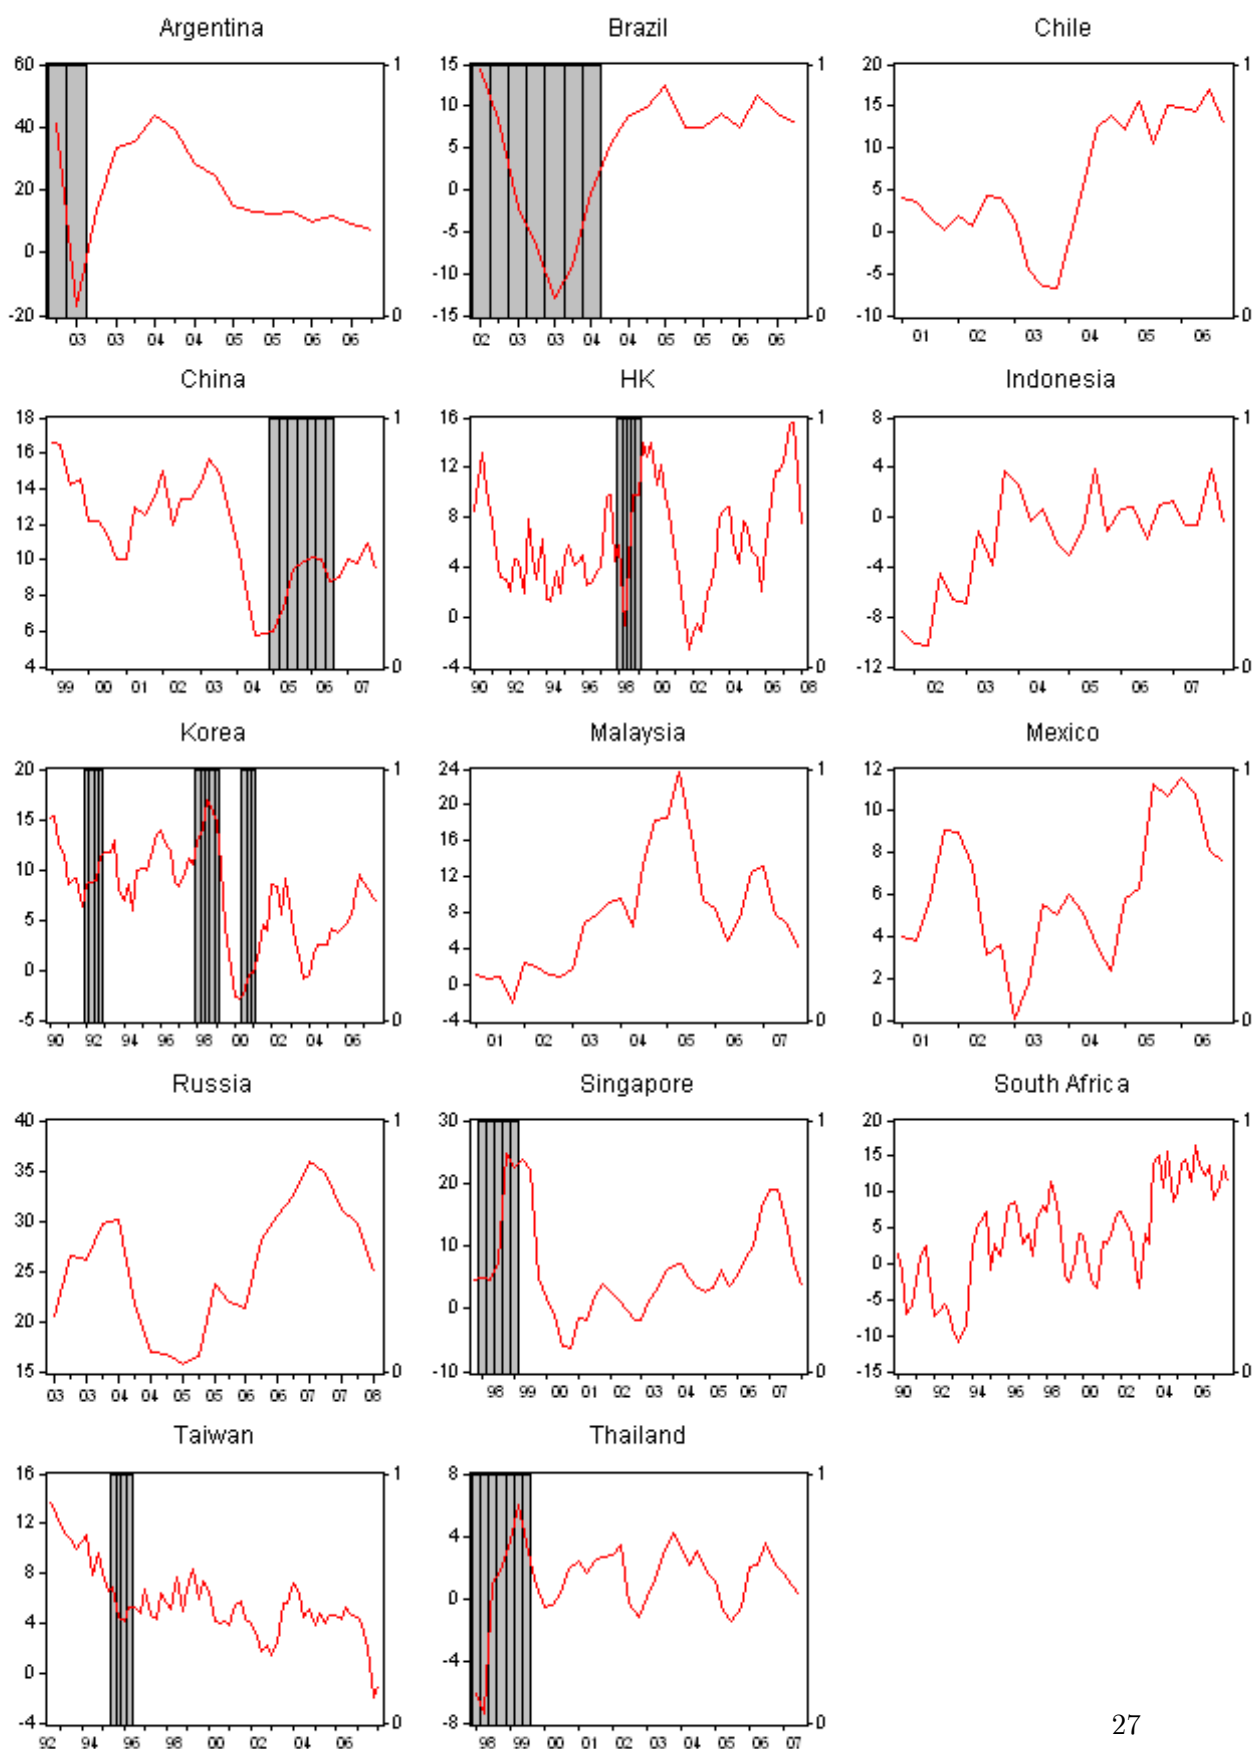 Argentina Brazil Chile
60 1 15 1 20 1
40 10 15
20 5 10
0 0 5
-20 0 -5 0
-10 -5
-15 0 -10 0
03 03 04 04 05 05 06 06
02 03 03 04 04 05 05 06 06
01 02 03 04 05 06
China HK Indonesia
18 1 16 1 8 1
16 12 4
14 8 0
12 4 -4
10 0 -8
8 -4 0 -12 0
6
4 0
99 00 01 02 03 04 05 06 07
90 92 94 96 98 00 02 04 06 08
02 03 04 05 06 07
Korea Malaysia Mexico
20 1 24 1 12 1
15 20 10
10 16 8
5 12 6
0 8 4
-5 0 4 2
0 0 0
-4 0
90 92 94 96 98 00 02 04 06
01 02 03 04 05 06 07
01 02 03 04 05 06
Russia Singapore South Africa
40 1 30 1 20 1
35 20 15
30 10 10
25 0 5
20 -10 0 0
15 0 -5
-10
-15 0
03 03 04 04 05 05 06 06 07 07 08
98 99 00 01 02 03 04 05 06 07
90 92 94 96 98 00 02 04 06
Taiwan Thailand
16 1 8 1
12 4
8 0
4 -4
0 -8 0
-4 0
92 94 96 98 00 02 04 06
98 99 00 01 02 03 04 05 06 07
27